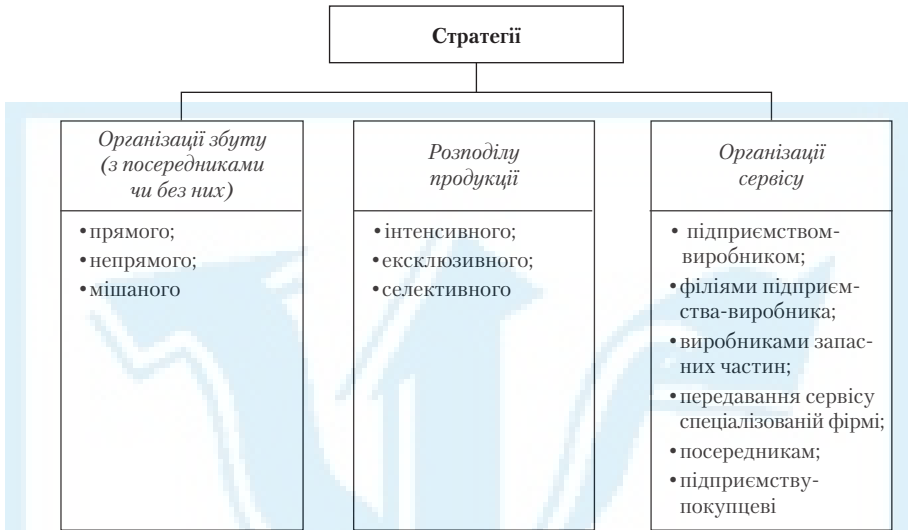 Стратегії
Організації збуту
(з посередниками
чи без них)
•прямого;
•непрямого;
•мішаного
Розподілу
продукції
•інтенсивного;
•ексклюзивного;
•селективного
Організації
сервісу
• підприємством-
виробником;
•філіями підприєм-
ства-виробника;
•виробниками запас-
них частин;
•передавання сервісу
спеціалізованій фірмі;
•посередникам;
•підприємству-
покупцеві